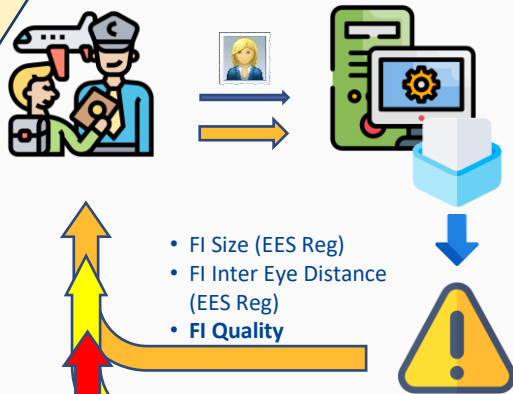 • FI Size (EES Reg)
• FI Inter Eye Distance
(EES Reg)
• FI Quality